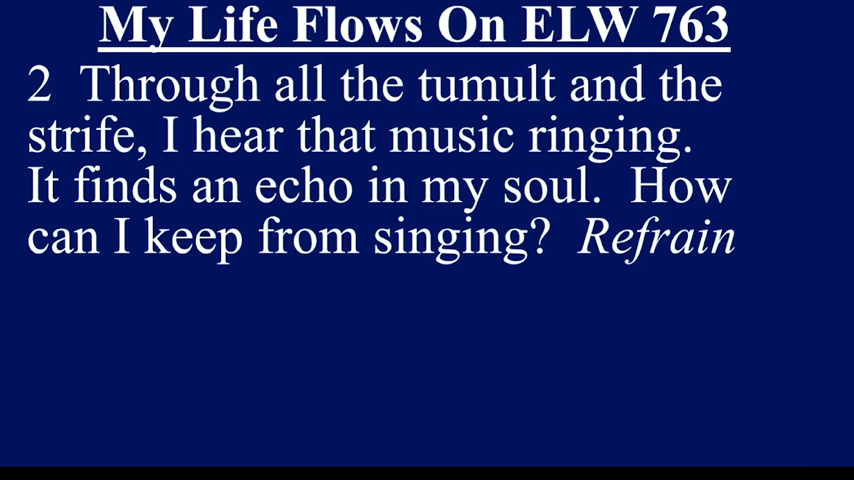 My Life Flows On ELW 763
2  Through all the tumult and the
strife, I hear that music ringing.
It finds an echo in my soul.  How
can I keep from singing?  Refrain